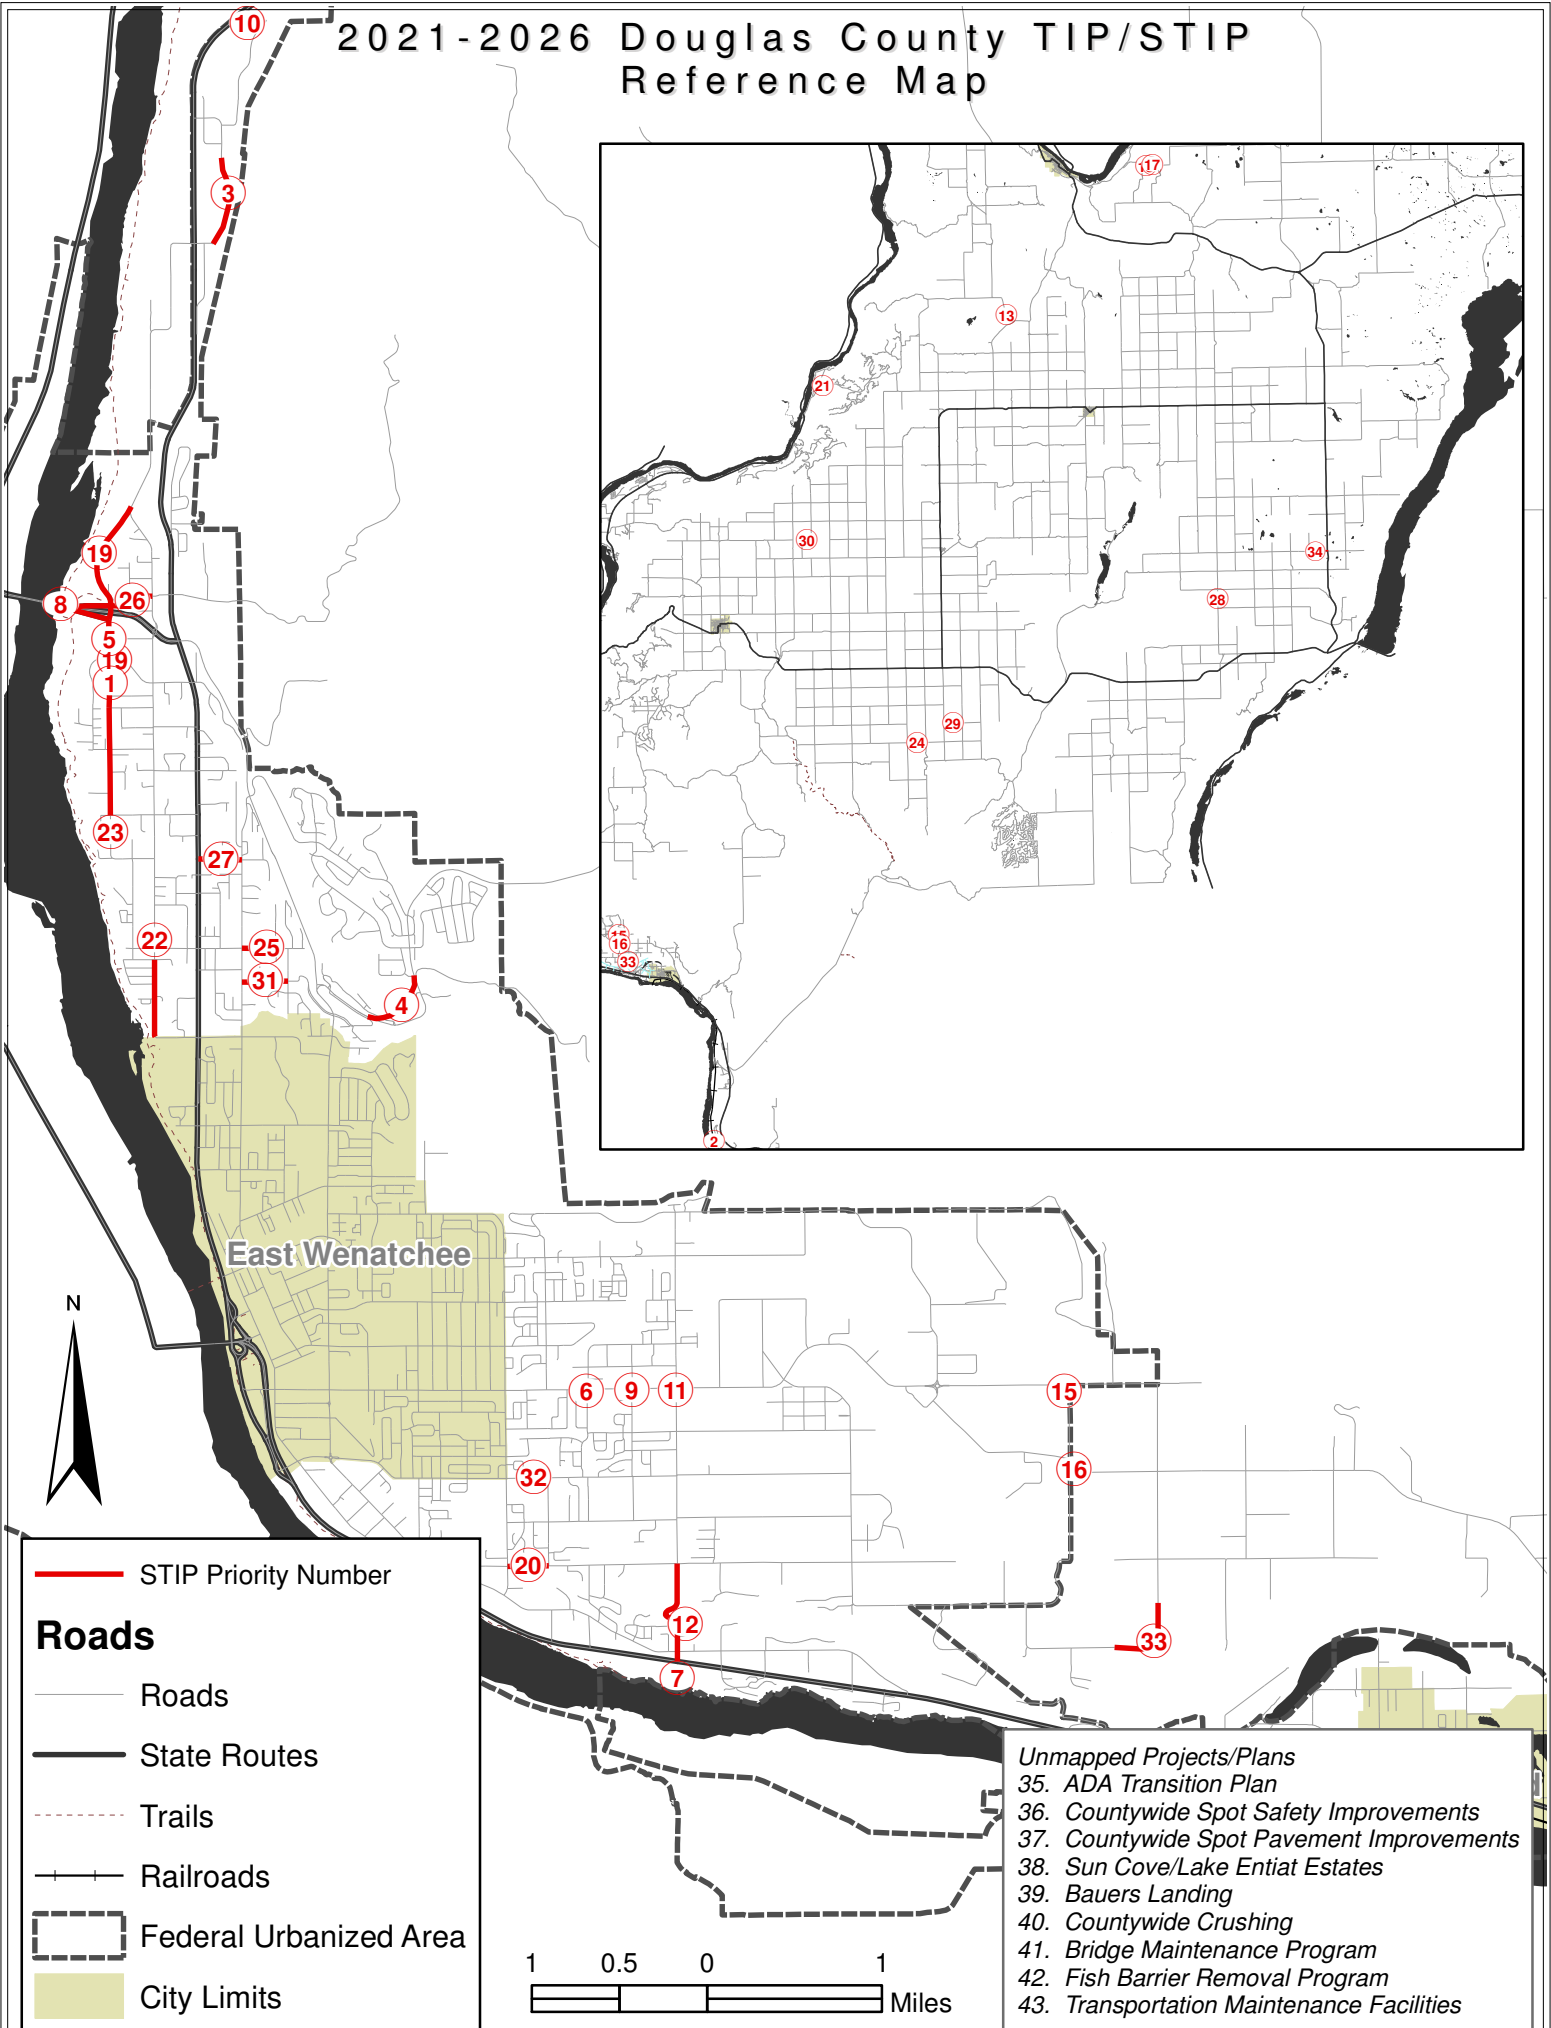 2021-2026 Douglas County TIP/STIP
Reference Map
10
3
17
13
21
19
30
34
8
26
28
5
19
1
29
24
23
27
22
25
15
16
31
33
4
2
East Wenatchee
N
6
9
11
15
32
16
20
12
33
7
STIP Priority Number
Roads
Roads
State Routes
Trails
Railroads
Federal Urbanized Area
City Limits
1 0.5 0 1
Miles
Unmapped Projects/Plans
35. ADA Transition Plan
36. Countywide Spot Safety Improvements
37. Countywide Spot Pavement Improvements
38. Sun Cove/Lake Entiat Estates
39. Bauers Landing
40. Countywide Crushing
41. Bridge Maintenance Program
42. Fish Barrier Removal Program
43. Transportation Maintenance Facilities